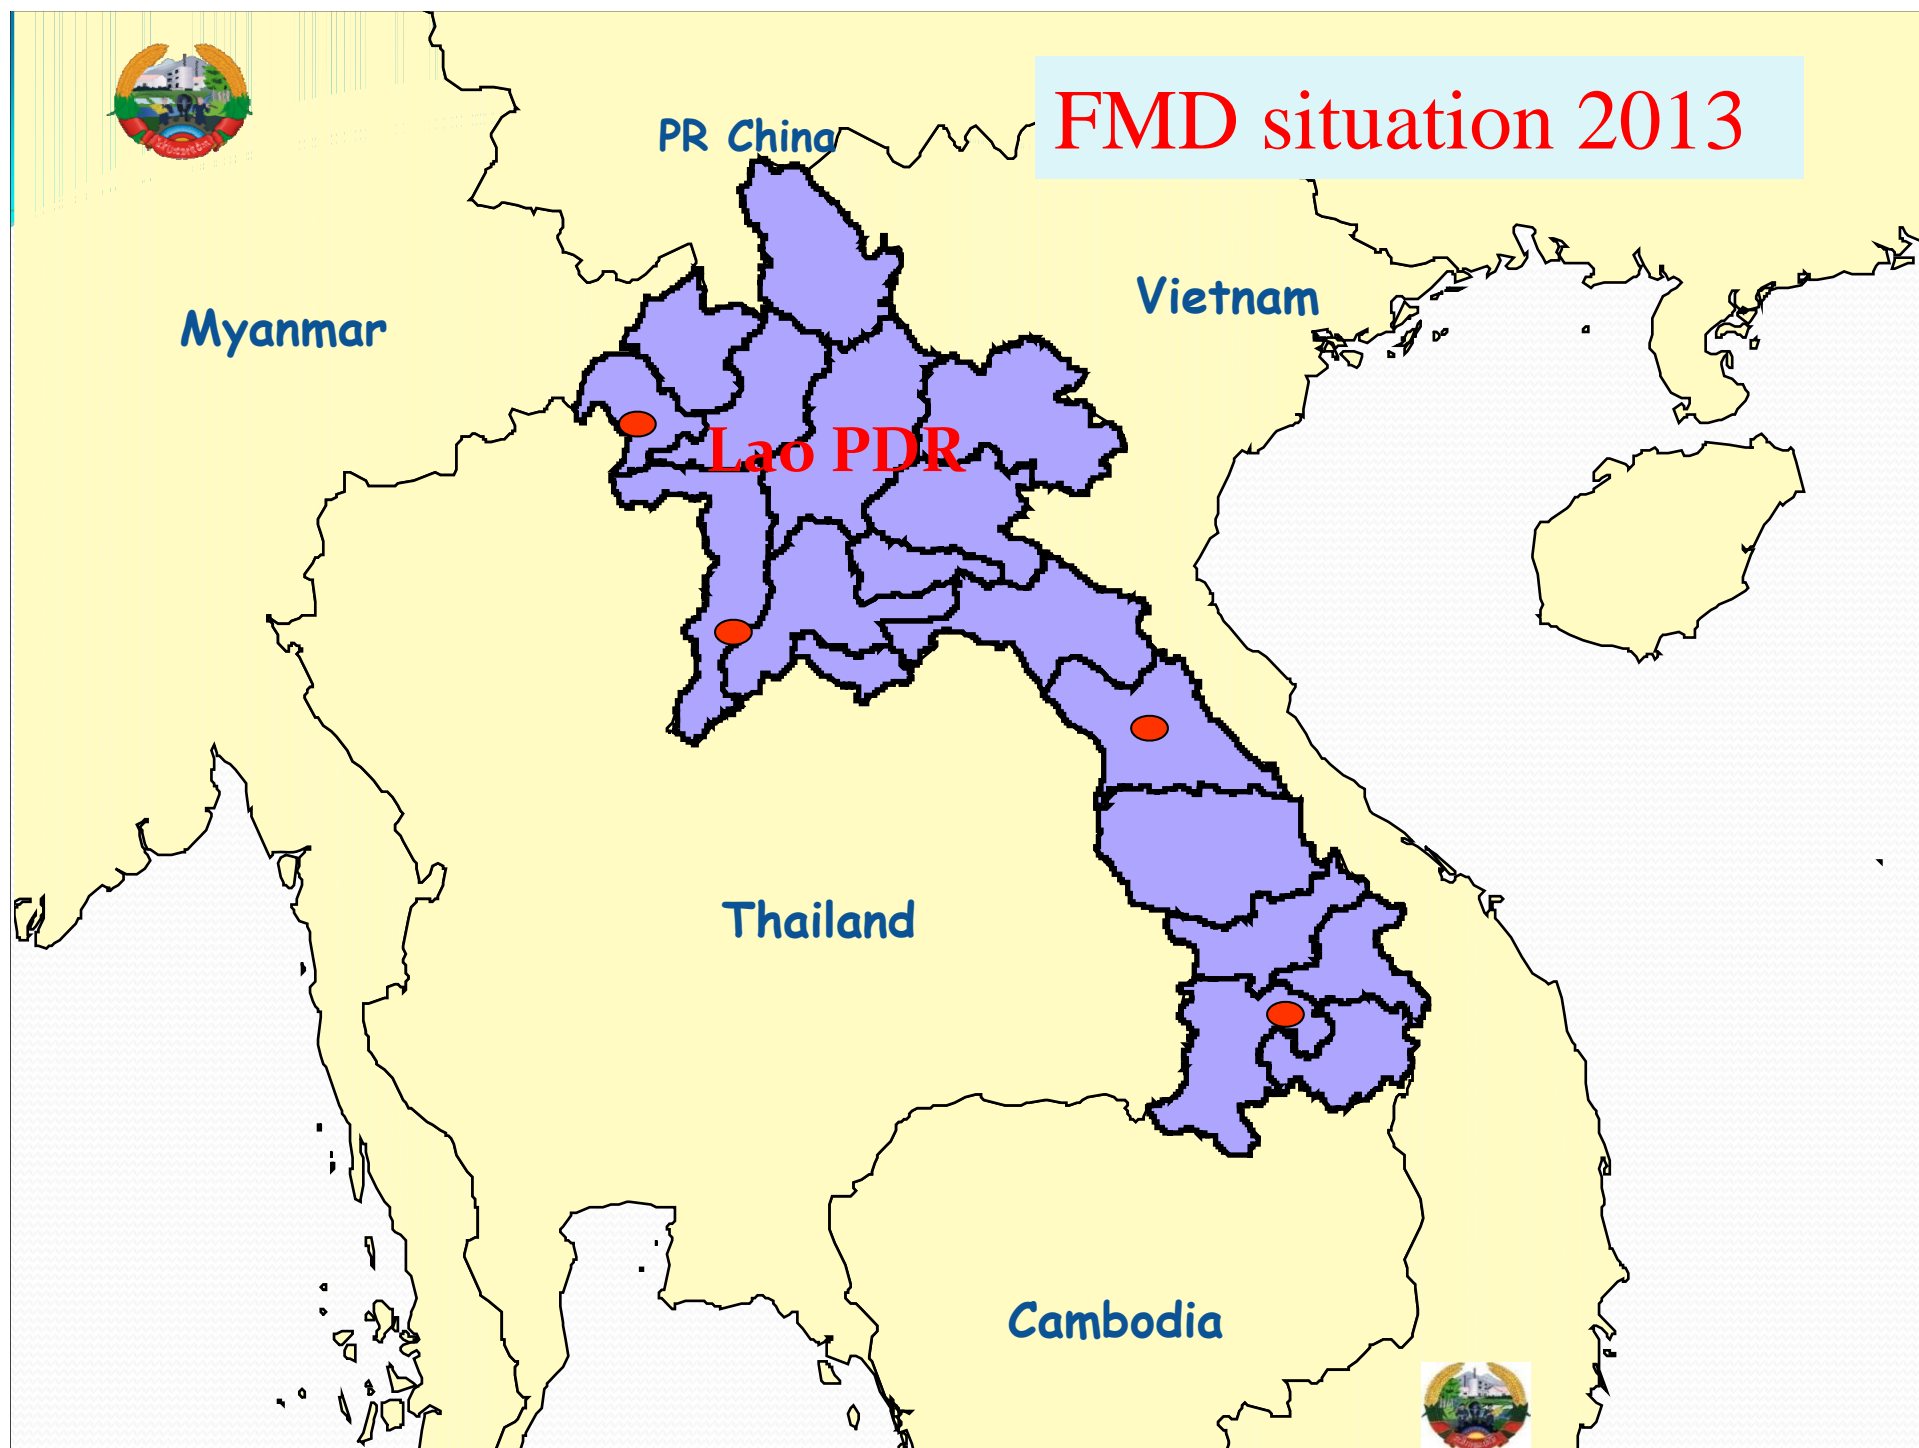 FMD situation 2013
PR China
Vietnam
Myanmar
Lao PDR
Thailand
Cambodia